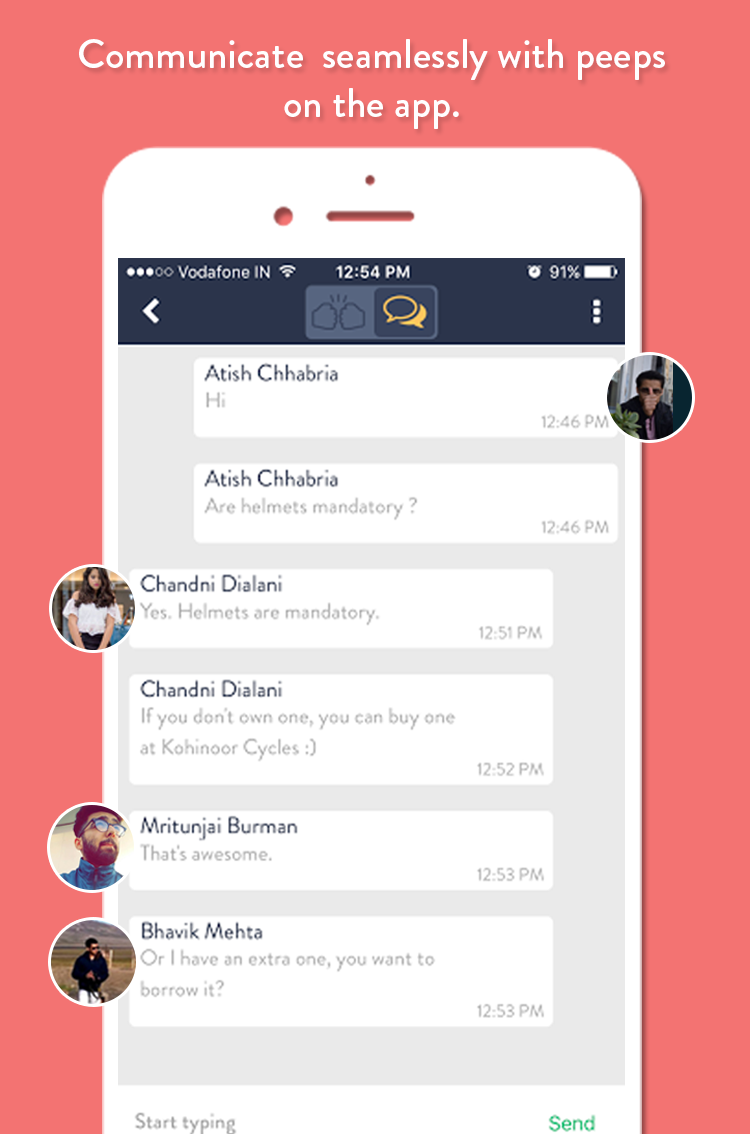 Communicate seamlessly with peeps
on the app.
Vodafone IN 12:54 PM 91%
Atish Chhabria
Hi
12:46 PM
Atish Chhabria
Are helmets mandatory ?
12:46 PM
Chandni Dialani
Yes. Helmets are mandatory.
12:51 PM
Chandni Dialani
If you don't own one, you can buy one
at Kohinoor Cycles :)
12:52 PM
Mritunjai Burman
That's awesome.
12:53 PM
Bhavik Mehta
Or I have an extra one, you want to
borrow it?
12:53 PM
Start typing Send